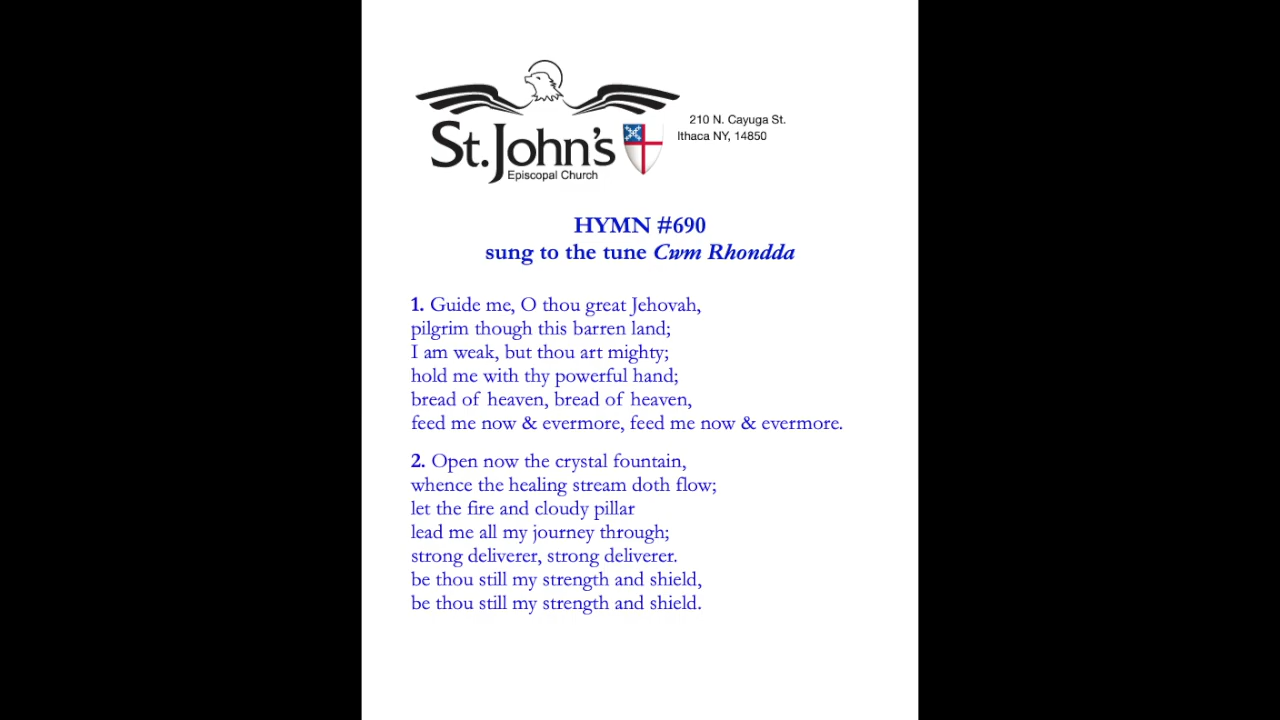 St. John's
Episcopal Church
210 N. Cayuga St.
Ithaca NY, 14850
HYMN #690
sung to the tune Cwm Rhondda
1. Guide me, O thou great Jehovah,
pilgrim though this barren land;
I am weak, but thou art mighty;
hold me with thy powerful hand;
bread of heaven, bread of heaven,
feed me now & evermore, feed me now & evermore.
2. Open now the crystal fountain,
whence the healing stream doth flow;
let the fire and cloudy pillar
lead me all my journey through;
strong deliverer, strong deliverer.
be thou still my strength and shield,
be thou still my strength and shield.